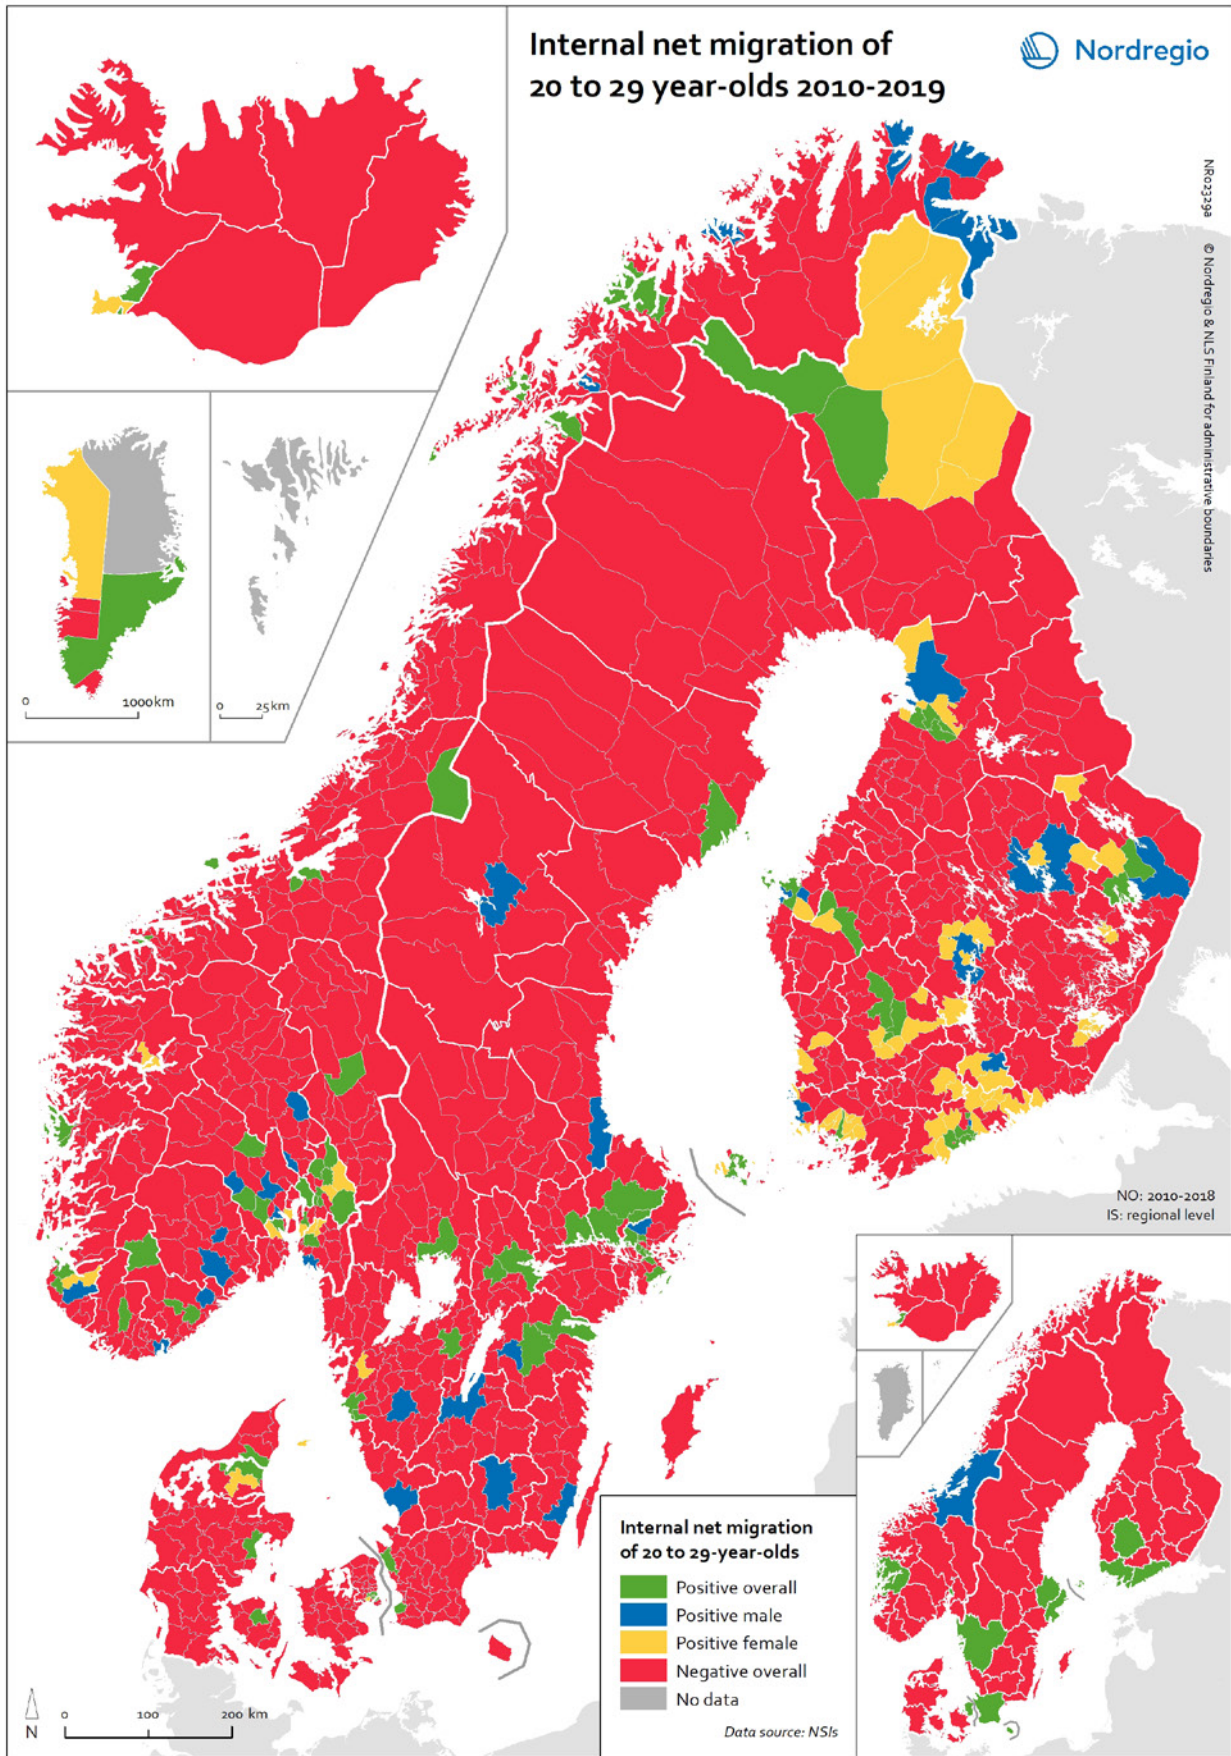 Internal net migration of
20 to 29 year-olds 2010-2019
Nordregio
NR02329a © Nordregio & NLS Finland for administrative boundaries
0 1000km
0 25km
NO: 2010-2018
IS: regional level
Internal net migration
of 20 to 29-year-olds
Positive overall
Positive male
Positive female
Negative overall
No data
Data source: NSIs
N
0 100 200 km